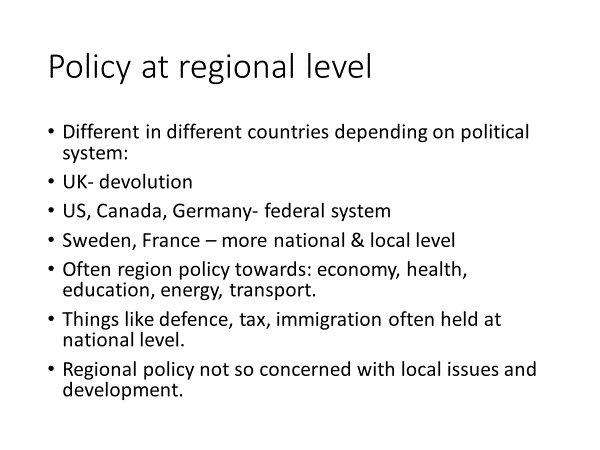 Policy at regional level
• Different in different countries depending on political
system:
• UK- devolution
• US, Canada, Germany- federal system
• Sweden, France – more national & local level
• Often region policy towards: economy, health,
education, energy, transport.
• Things like defence, tax, immigration often held at
national level.
• Regional policy not so concerned with local issues and
development.